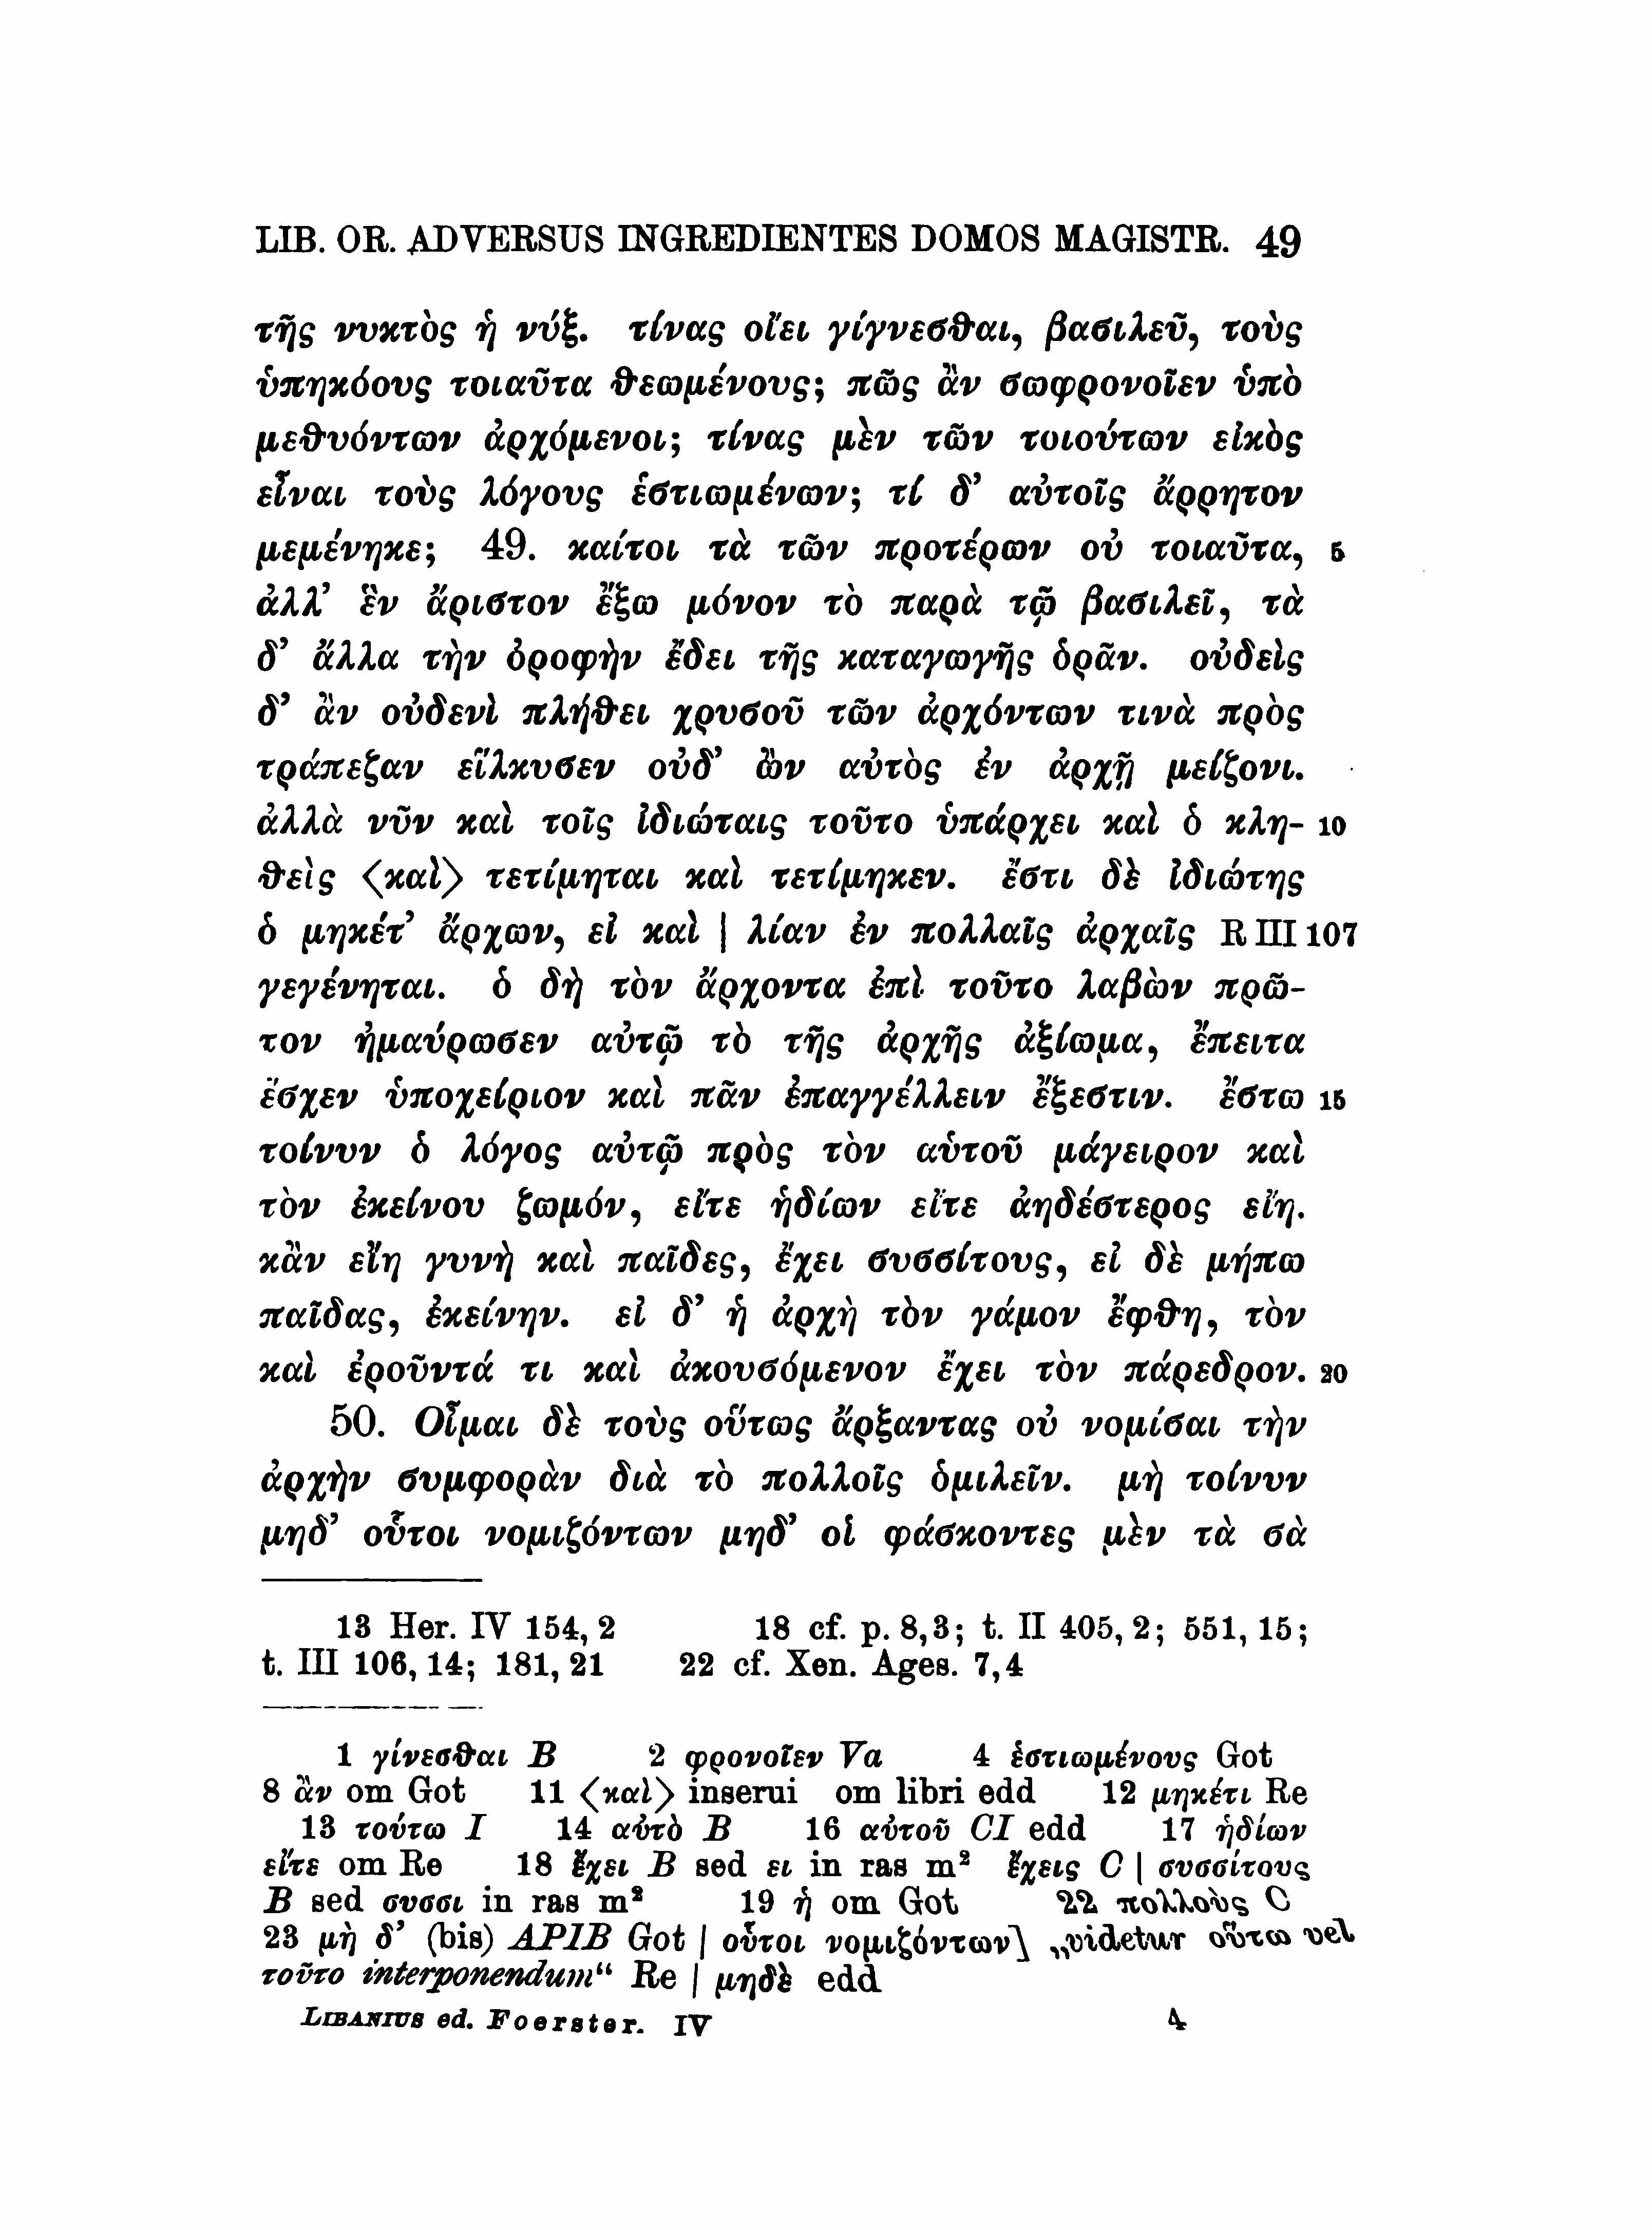 LIB. OR. ADVERSUS INGREDIENTES DOMOS MAGISTR. 49
τῆς νυκτὸς ἡ νύξ. τίνας οἴει γίγνεσθαι, βασιλεῦ, τοὺς
ὑπηκόους τοιαῦτα θεωμένους; πῶς ἂν σωφρονοῖεν ὑπὸ
μεθυόντων ἀρχόμενοι; τίνας μὲν τῶν τοιούτων εἰκὸς
εἶναι τοὺς λόγους ἑστιωμένων; τί δ’ αὐτοῖς ἄρρητον
μεμένηκε; 49. καίτοι τὰ τῶν προτέρων οὐ τοιαῦτα, 5
ἀλλ’ ἓν ἄριστον ἔξω μόνον τὸ παρὰ τῷ βασιλεῖ, τὰ
δ’ ἄλλα τὴν ὀροφὴν ἔδει τῆς καταγωγῆς ὁρᾶν. οὐδεὶς
δ’ ἂν οὐδενὶ πλήθει χρυσοῦ τῶν ἀρχόντων τινὰ πρὸς
τράπεζαν εἵλκυσεν οὐδ’ ὢν αὐτὸς ἐν ἀρχῇ μείζονι.
ἀλλὰ νῦν καὶ τοῖς ἰδιώταις τοῦτο ὑπάρχει καὶ ὁ κλη- 10
θεὶς ⟨καὶ⟩ τετίμηται καὶ τετίμηκεν. ἔστι δὲ ἰδιώτης
ὁ μηκέτ’ ἄρχων, εἰ καὶ | λίαν ἐν πολλαῖς ἀρχαῖς R III 107
γεγένηται. ὁ δὴ τὸν ἄρχοντα ἐπὶ τοῦτο λαβὼν πρῶ-
τον ἠμαύρωσεν αὐτῷ τὸ τῆς ἀρχῆς ἀξίωμα, ἔπειτα
ἔσχεν ὑποχείριον καὶ πᾶν ἐπαγγέλλειν ἔξεστιν. ἔστω 15
τοίνυν ὁ λόγος αὐτῷ πρὸς τὸν αὑτοῦ μάγειρον καὶ
τὸν ἐκείνου ζωμόν, εἴτε ἡδίων εἴτε ἀηδέστερος εἴη.
κἂν εἴη γυνὴ καὶ παῖδες, ἔχει συσσίτους, εἰ δὲ μήπω
παῖδας, ἐκείνην. εἰ δ’ ἡ ἀρχὴ τὸν γάμον ἔφθη, τὸν
καὶ ἐροῦντά τι καὶ ἀκουσόμενον ἔχει τὸν πάρεδρον. 20
50. Οἶμαι δὲ τοὺς οὕτως ἄρξαντας οὐ νομίσαι τὴν
ἀρχὴν συμφορὰν διὰ τὸ πολλοῖς ὁμιλεῖν. μὴ τοίνυν
μηδ’ οὗτοι νομιζόντων μηδ’ οἱ φάσκοντες μὲν τὰ σὰ
13 Her. IV 154, 2 18 cf. p. 8,3; t. II 405, 2; 551, 15;
t. III 106, 14; 181, 21 22 cf. Xen. Ages. 7,4
1 γίνεσθαι B 2 φρονοῖεν Va 4 ἑστιωμένους Got
8 ἂν om Got 11 ⟨καὶ⟩ inserui om libri edd 12 μηκέτι Re
13 τούτω I 14 αὐτὸ B 16 αὐτοῦ CI edd 17 ἡδίων
εἴτε om Re 18 ἔχει B sed ει in ras m² ἔχεις C | συσσίτους
B sed συσσι in ras m² 19 ἡ om Got 22 πολλοὺς C
23 μὴ δ’ (bis) APIB Got | οὗτοι νομιζόντων] „videtur οὕτω vel
τοῦτο interponendum“ Re | μηδὲ edd
LIBANIUS ed. Foerster. IV 4